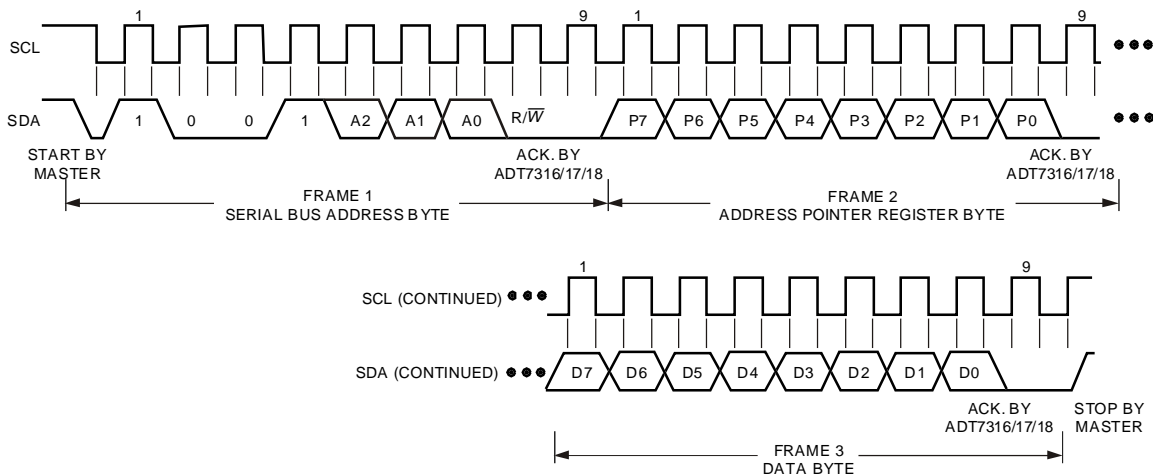 1 9 1 9
SCL
SDA 1 0 0 1 A2 A1 A0 R/W̅ P7 P6 P5 P4 P3 P2 P1 P0
START BY
MASTER
ACK. BY
ADT7316/17/18
ACK. BY
ADT7316/17/18
FRAME 1
SERIAL BUS ADDRESS BYTE
FRAME 2
ADDRESS POINTER REGISTER BYTE
1 9
SCL (CONTINUED)
SDA (CONTINUED) D7 D6 D5 D4 D3 D2 D1 D0
ACK. BY
ADT7316/17/18
STOP BY
MASTER
FRAME 3
DATA BYTE